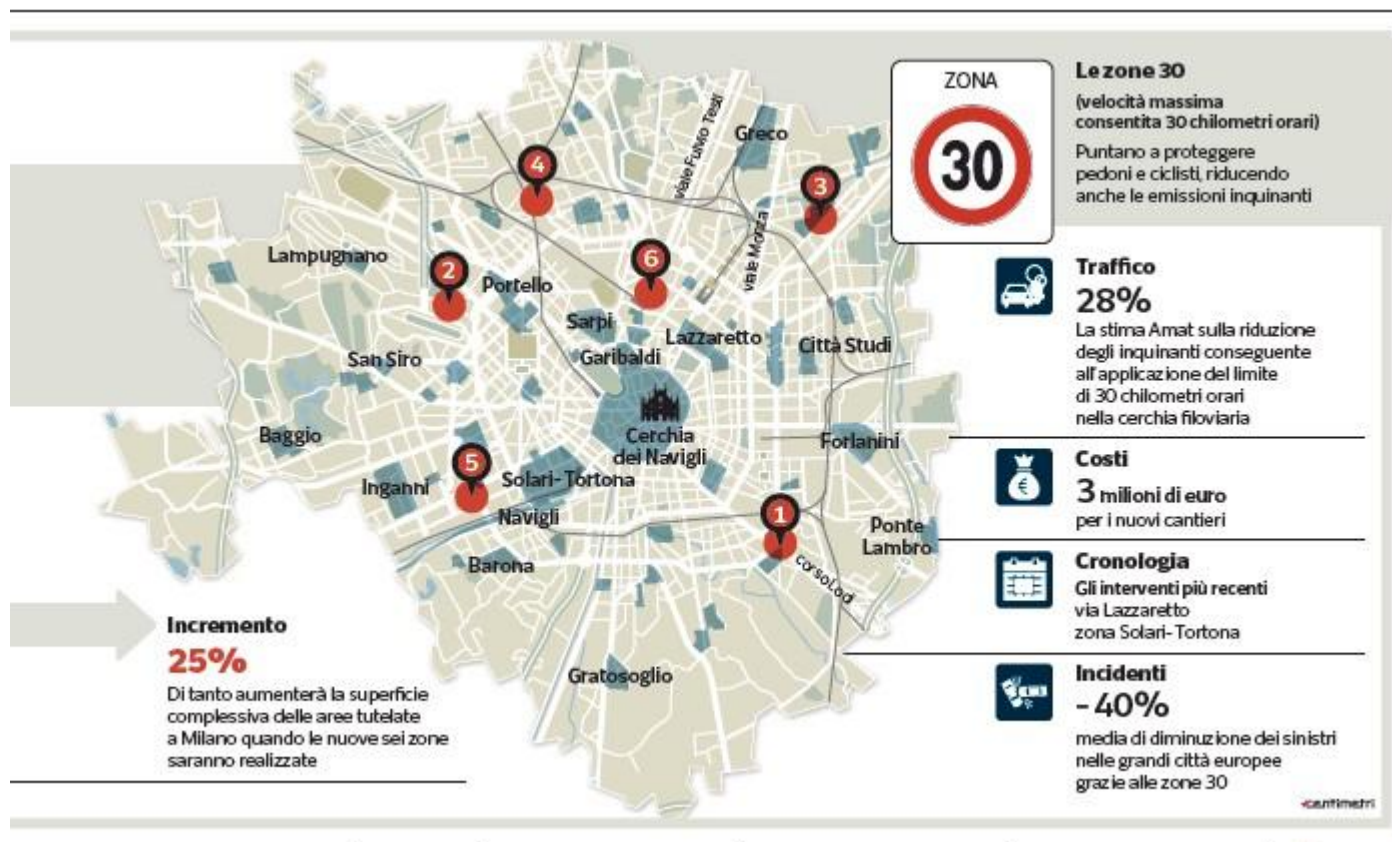 ZONA
30
Le zone 30
(velocità massima
consentita 30 chilometri orari)
Puntano a proteggere
pedoni e ciclisti, riducendo
anche le emissioni inquinanti
Traffico
28%
La stima Amat sulla riduzione
degli inquinanti conseguente
all'applicazione del limite
di 30 chilometri orari
nella cerchia filoviaria
Costi
3 milioni di euro
per i nuovi cantieri
Cronologia
Gli interventi più recenti
via Lazzaretto
zona Solari-Tortona
Incidenti
- 40%
media di diminuzione dei sinistri
nelle grandi città europee
grazie alle zone 30
centimetri
viale Fulvio Testi
Greco
4
3
viale Monza
Lampugnano
2
6
Portello
Sarpi
Lazzaretto
Garibaldi
Città Studi
San Siro
Baggio
Cerchia
dei Navigli
Forlanini
5
Inganni
Solari-Tortona
Navigli
1
Ponte
Lambro
Barona
corso Lodi
Gratosoglio
Incremento
25%
Di tanto aumenterà la superficie
complessiva delle aree tutelate
a Milano quando le nuove sei zone
saranno realizzate